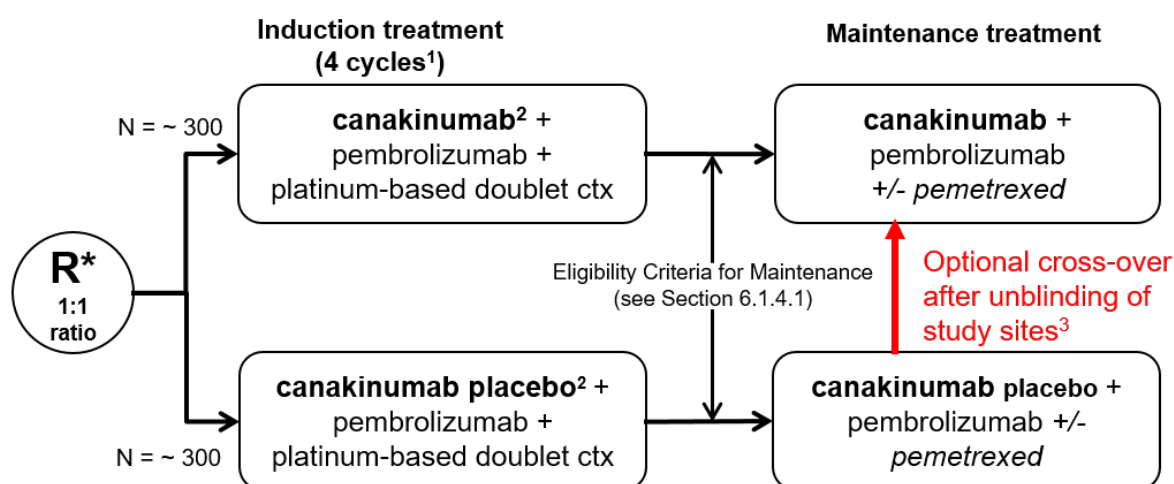 Induction treatment
(4 cycles¹)
Maintenance treatment
N = ~ 300
canakinumab² +
pembrolizumab +
platinum-based doublet ctx
canakinumab +
pembrolizumab
+/- pemetrexed
R*
1:1
ratio
Eligibility Criteria for Maintenance
(see Section 6.1.4.1)
Optional cross-over
after unblinding of
study sites³
N = ~ 300
canakinumab placebo² +
pembrolizumab +
platinum-based doublet ctx
canakinumab placebo +
pembrolizumab +/-
pemetrexed